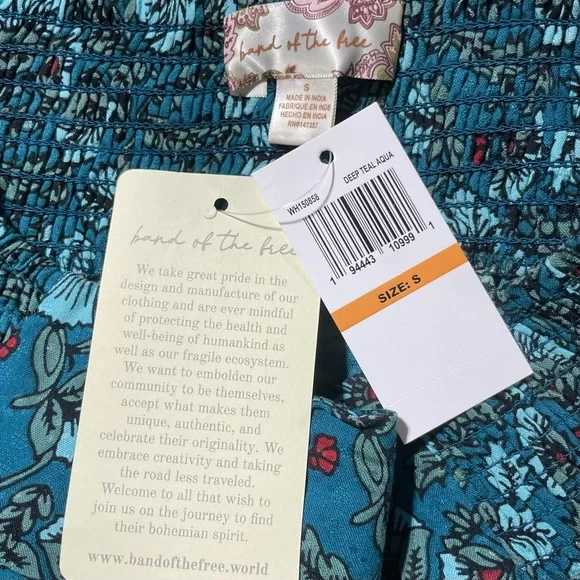 band of the free
S
MADE IN INDIA
FABRIQUE EN INDE
HECHO EN INDIA
RN#141257
WH150858
DEEP TEAL AQUA
1 94443 10999 1
SIZE: S
band of the free
We take great pride in the
design and manufacture of our
clothing and are ever mindful
of protecting the health and
well-being of humankind as
well as our fragile ecosystem.
We want to embolden our
community to be themselves,
accept what makes them
unique, authentic, and
celebrate their originality. We
embrace creativity and taking
the road less traveled.
Welcome to all that wish to
join us on the journey to find
their bohemian spirit.
www.bandofthefree.world